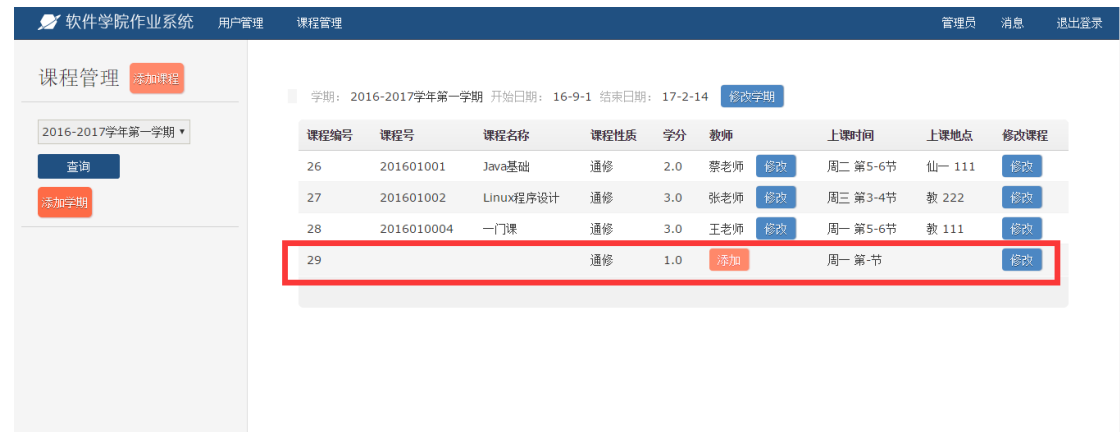 软件学院作业系统 用户管理 课程管理 管理员 消息 退出登录
课程管理 添加课程
学期： 2016-2017学年第一学期 开始日期： 16-9-1 结束日期： 17-2-14 修改学期
2016-2017学年第一学期
查询
添加学期
课程编号 课程号 课程名称 课程性质 学分 教师 上课时间 上课地点 修改课程
26 201601001 Java基础 通修 2.0 蔡老师 修改 周二 第5-6节 仙一 111 修改
27 201601002 Linux程序设计 通修 3.0 张老师 修改 周三 第3-4节 教 222 修改
28 2016010004 一门课 通修 3.0 王老师 修改 周一 第5-6节 教 111 修改
29 通修 1.0 添加 周一 第-节 修改